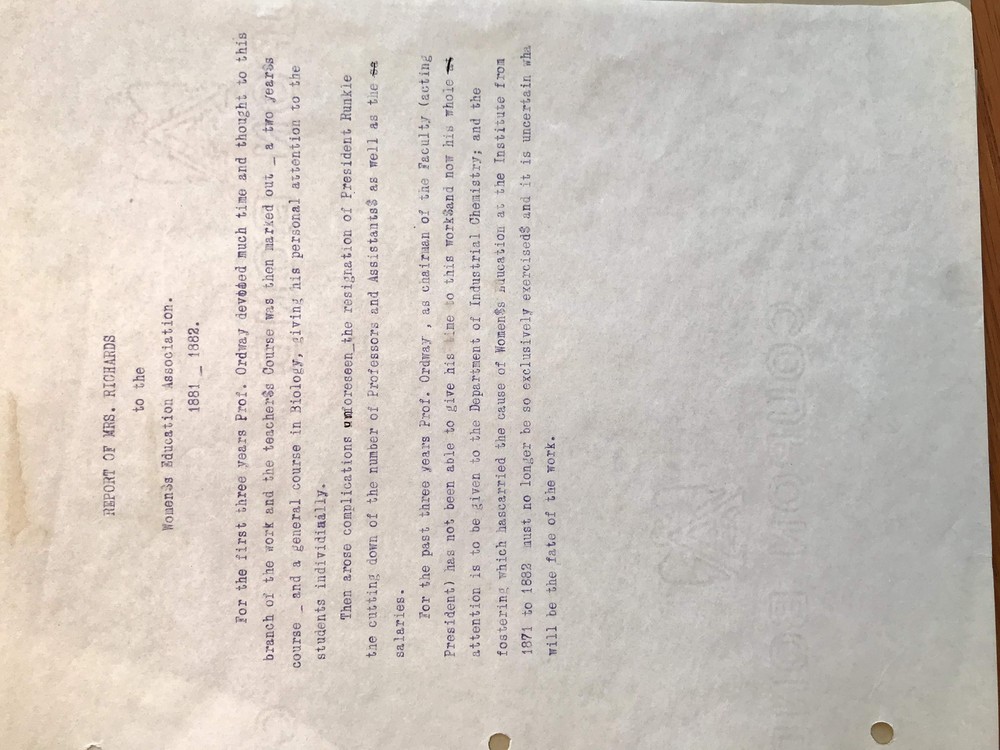 REPORT OF MRS. RICHARDS
to the
Women$s Education Association.
1881 _ 1882.
For the first three years Prof. Ordway devoted much time and thought to this
branch of the work and the teacher$s Course was then marked out _ a two year$s
course _ and a general course in Biology, giving his personal attention to the
students individually.
Then arose complications unforeseen_the resignation of President Runkle
the cutting down of the number of Professors and Assistants$ as well as the
salaries.
For the past three years Prof. Ordway , as chairman of the Faculty (acting
President) has not been able to give his time to this work$and now his whole
attention is to be given to the Department of Industrial Chemistry; and the
fostering which hascarried the cause of Women$s Education at the Institute from
1871 to 1882 must no longer be so exclusively exercised$ and it is uncertain wha
will be the fate of the work.